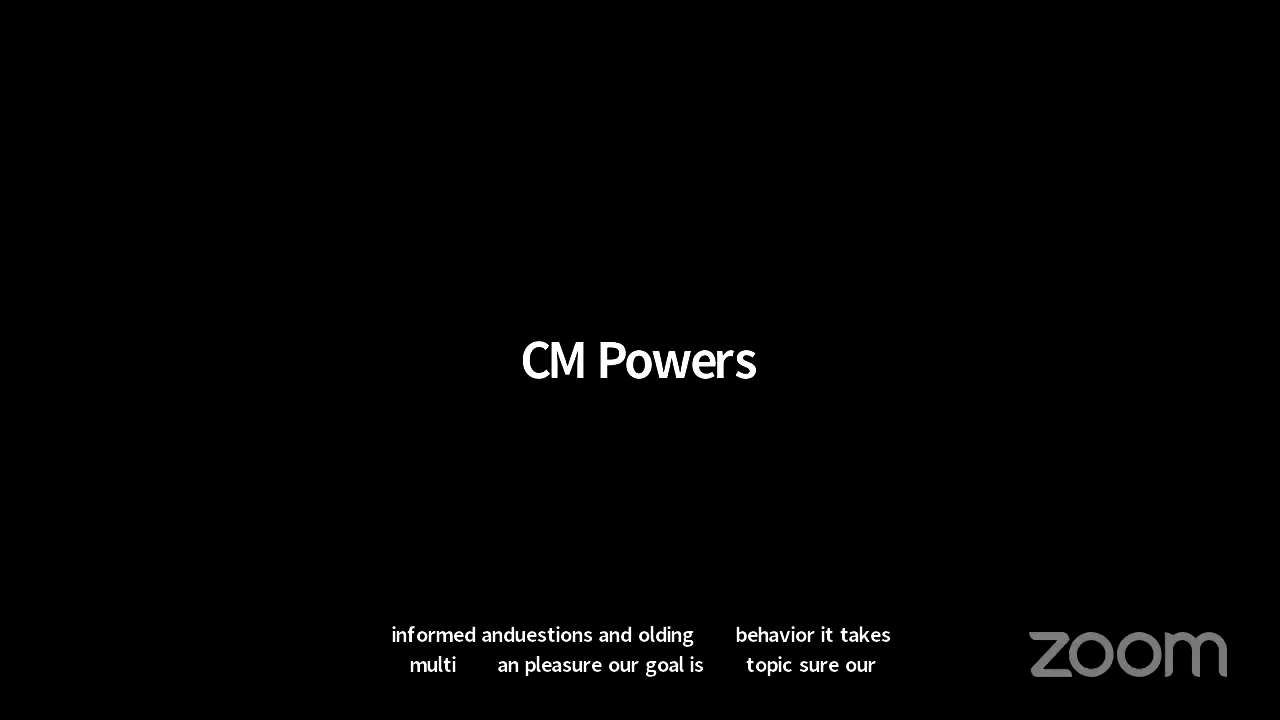 CM Powers
informed anduestions and olding behavior it takes
multi an pleasure our goal is topic sure our
zoom